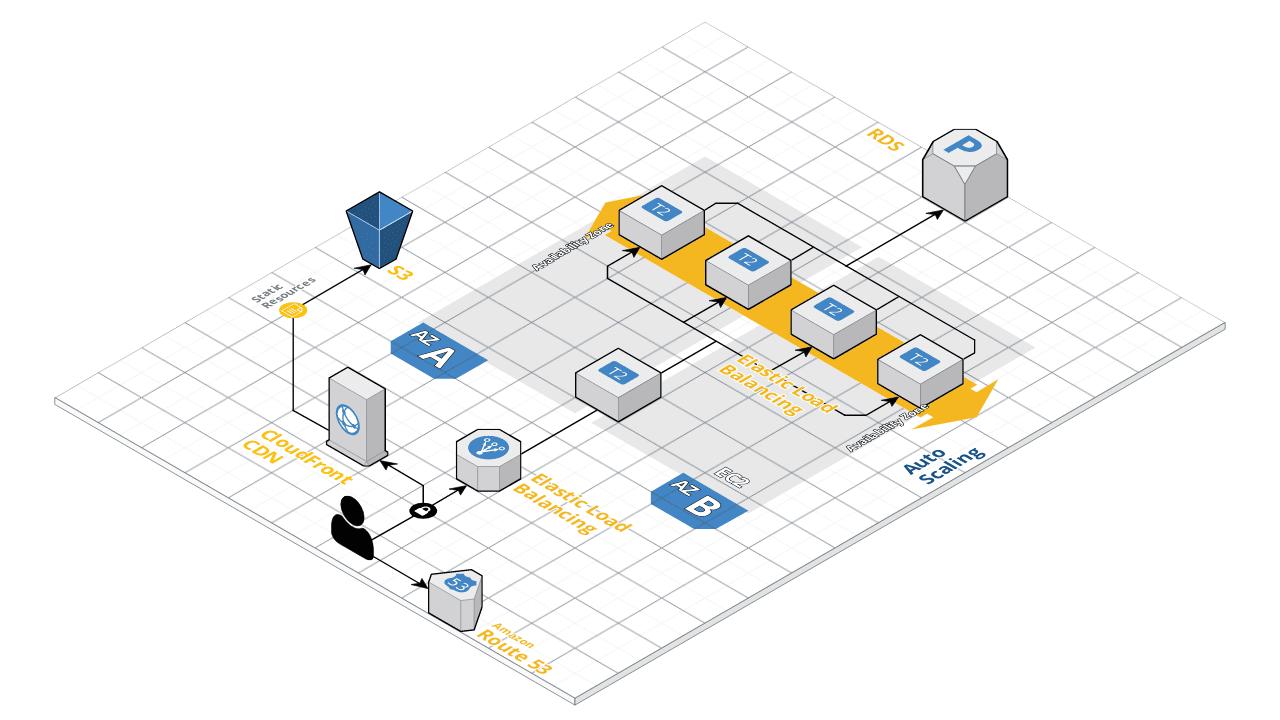 RDS
P
T2
T2
T2
T2
Availability Zone
S3
Static
Resources
AZ
A
T2
Elastic Load
Balancing
Availability Zone
Auto
Scaling
CloudFront
CDN
Elastic Load
Balancing
EC2
AZ
B
53
Amazon
Route 53